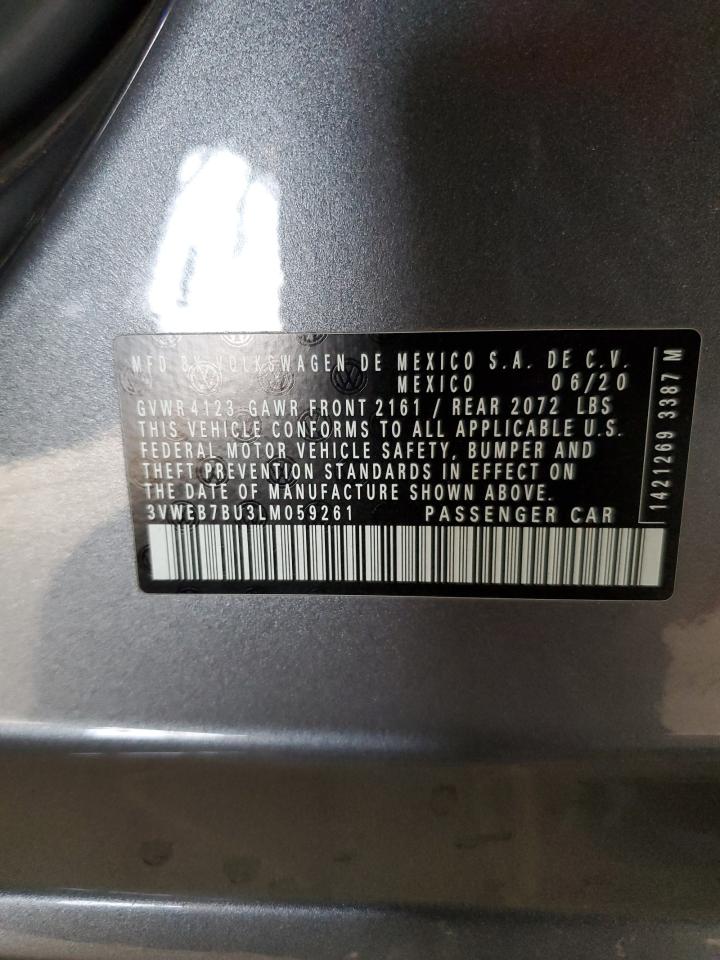 MFD BY VOLKSWAGEN DE MEXICO S.A. DE C.V.
MEXICO 06/20
GVWR 4123 GAWR FRONT 2161 / REAR 2072 LBS
THIS VEHICLE CONFORMS TO ALL APPLICABLE U.S.
FEDERAL MOTOR VEHICLE SAFETY, BUMPER AND
THEFT PREVENTION STANDARDS IN EFFECT ON
THE DATE OF MANUFACTURE SHOWN ABOVE.
3VWEB7BU3LM059261 PASSENGER CAR
1421269 3387 M